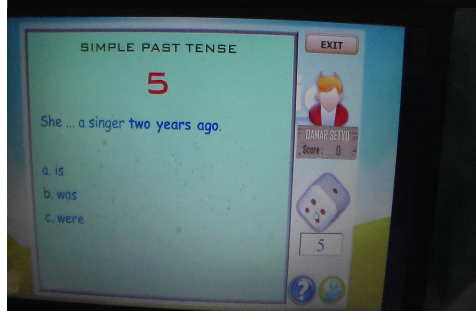 SIMPLE PAST TENSE
5
She ... a singer two years ago.
a. is
b. was
c. were
EXIT
DAMAR SETYO
Score : 0
5
?